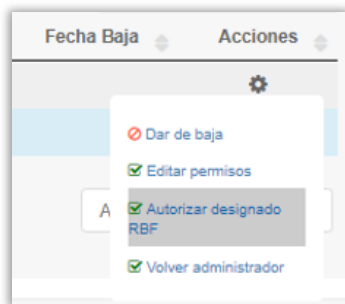 Fecha Baja Acciones
Dar de baja
Editar permisos
A
Autorizar designado
RBF
Volver administrador